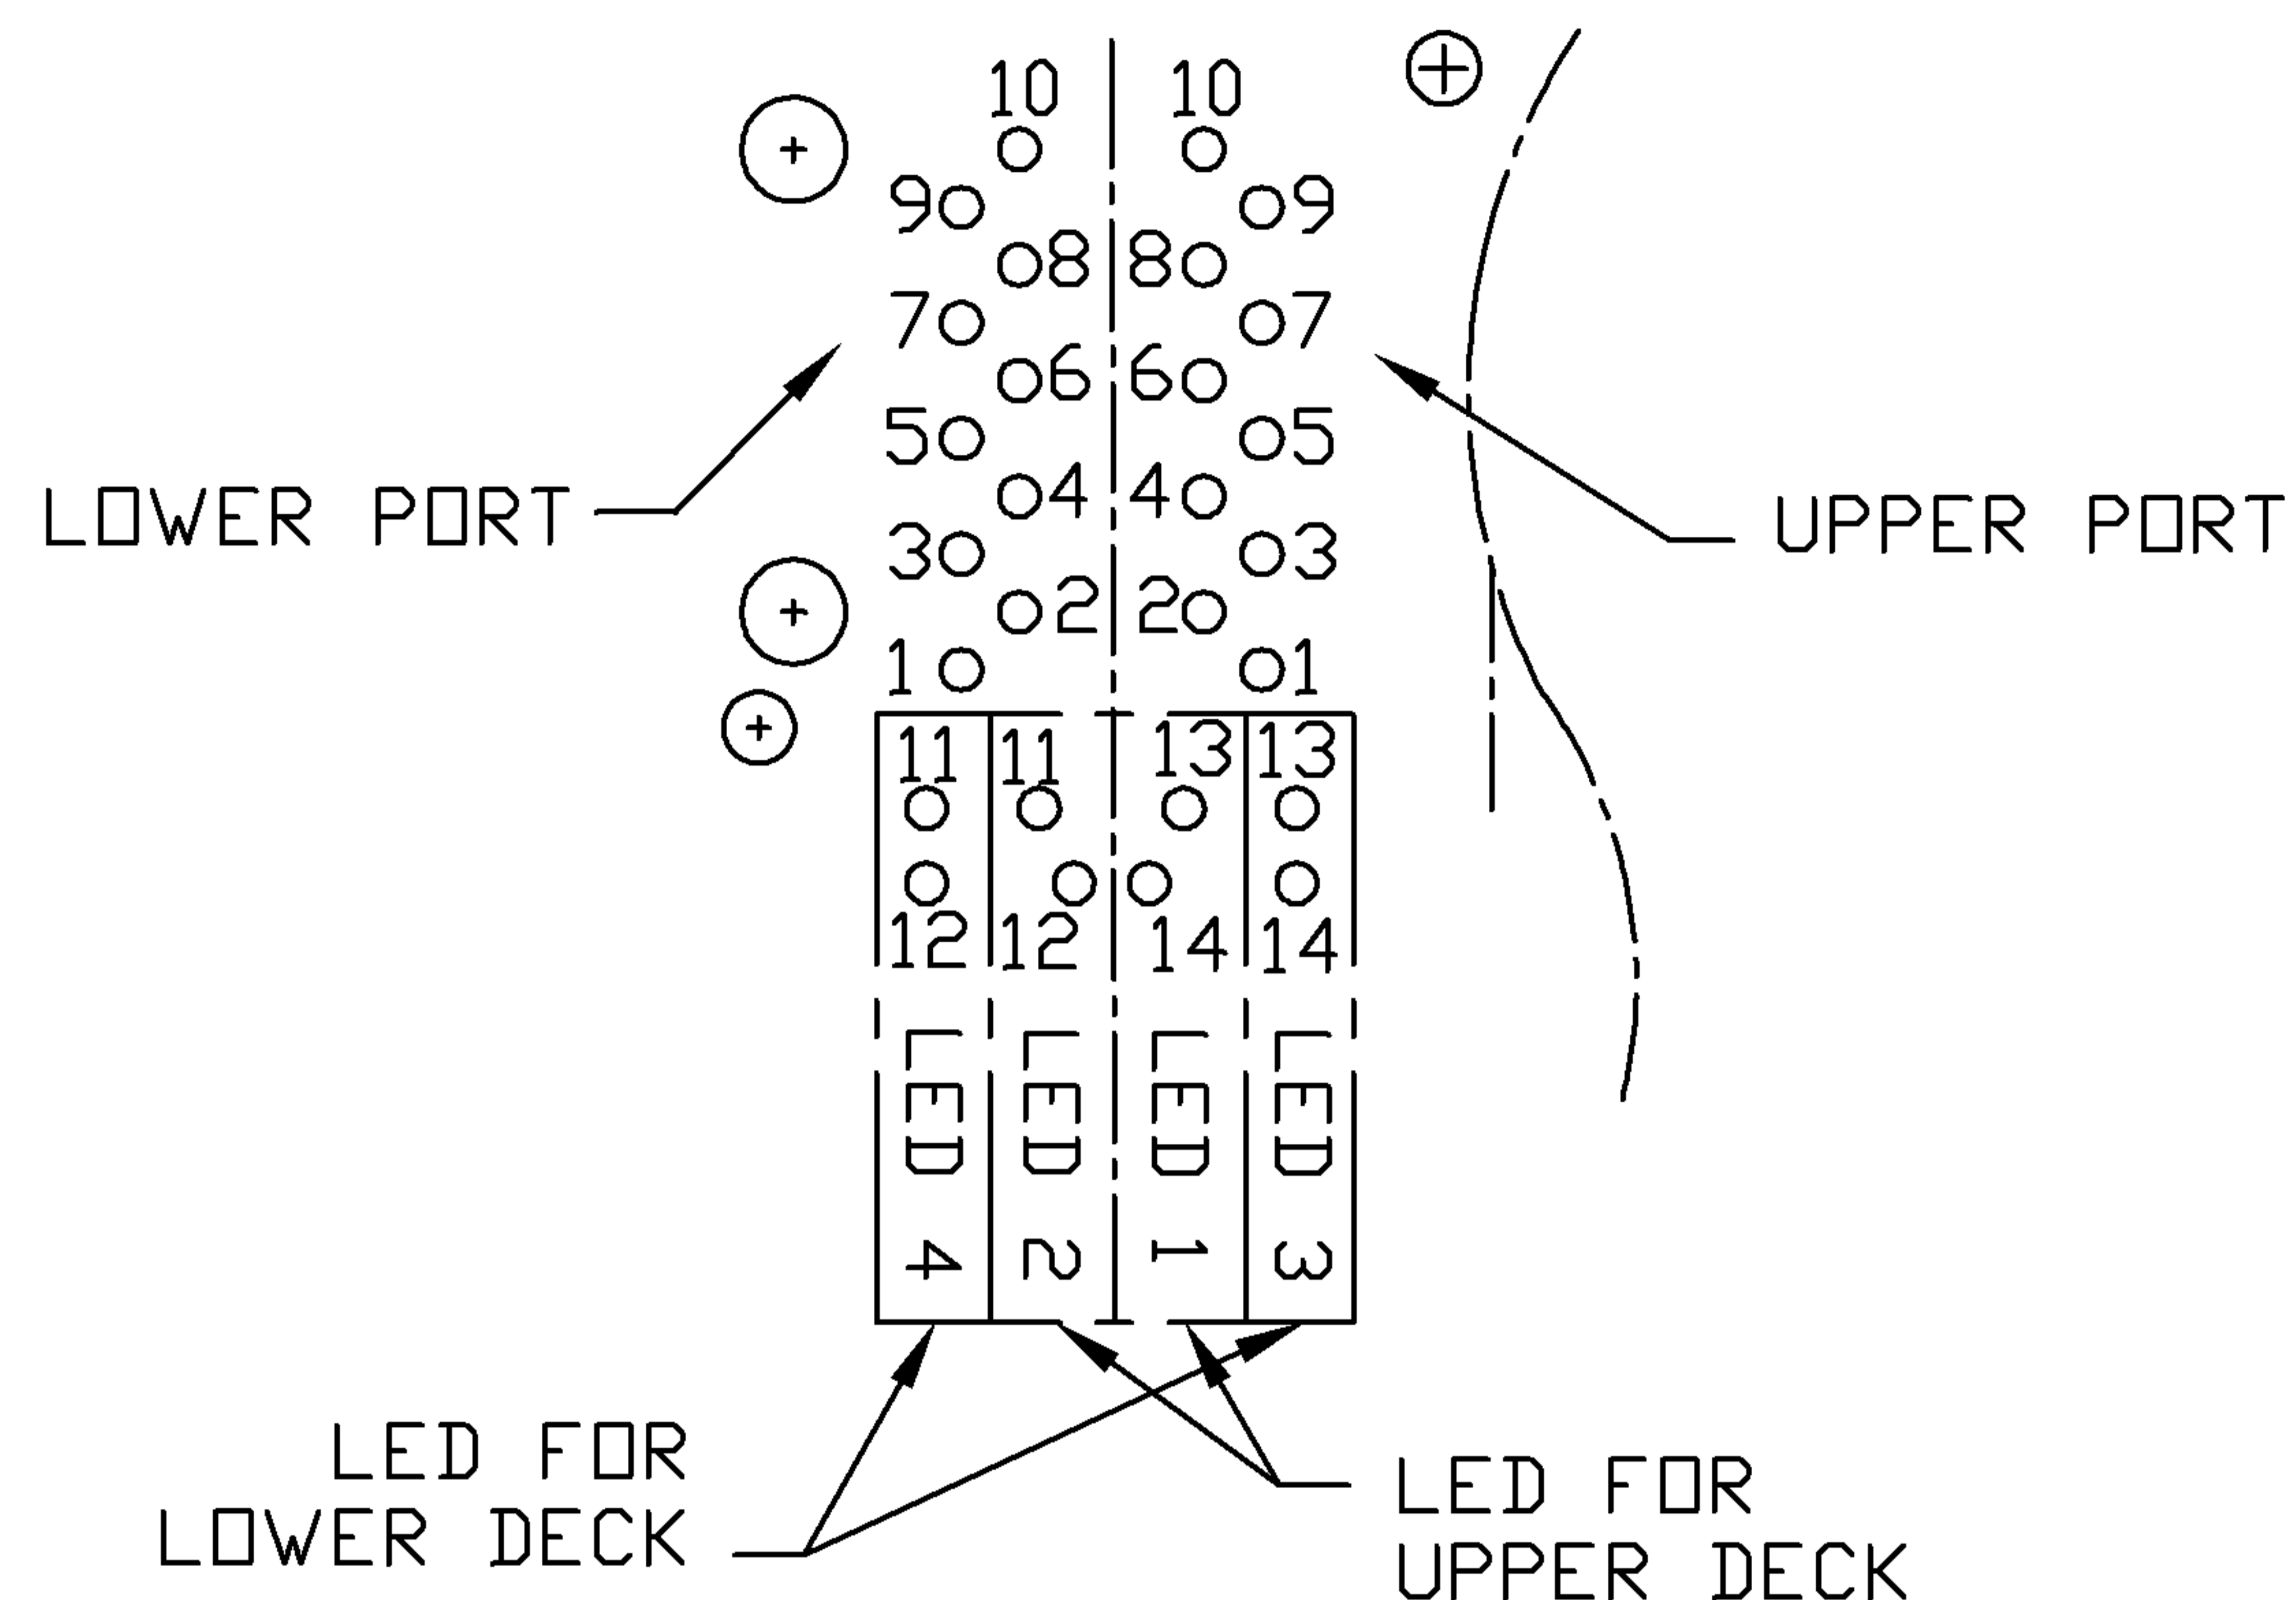 10 10
9 9
8 8
7 7
6 6
5 5
4 4
LOWER PORT
UPPER PORT
3 3
2 2
1 1
11 11 13 13
12 12 14 14
LED 4
LED 2
LED 1
LED 3
LED FOR
LOWER DECK
LED FOR
UPPER DECK